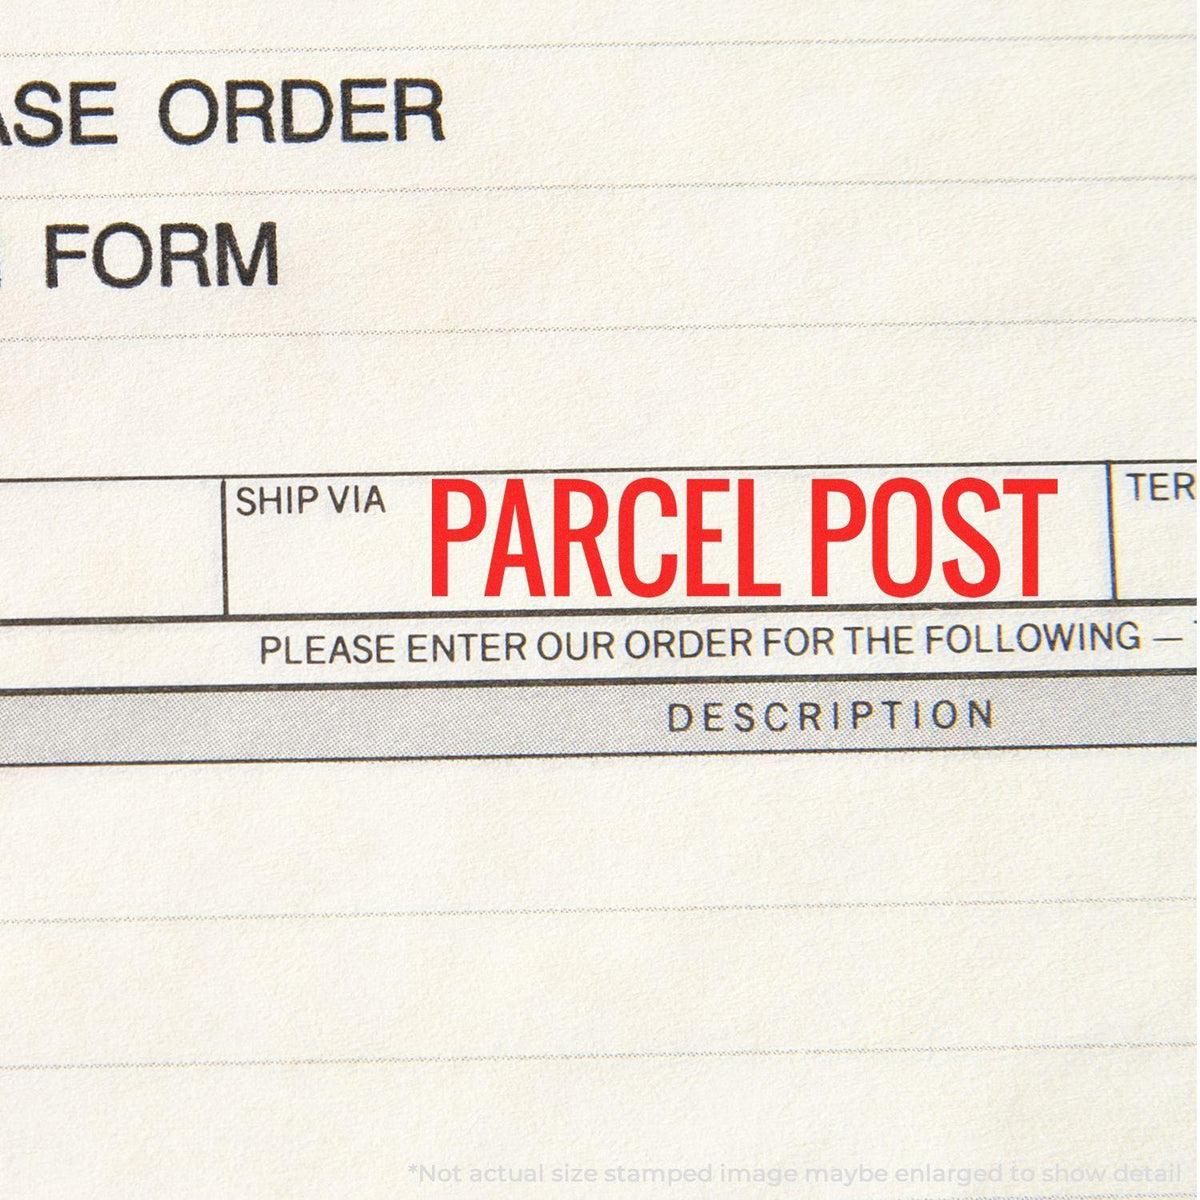 ASE ORDER
FORM
SHIP VIA PARCEL POST TER
PLEASE ENTER OUR ORDER FOR THE FOLLOWING —
DESCRIPTION
*Not actual size stamped image maybe enlarged to show detail